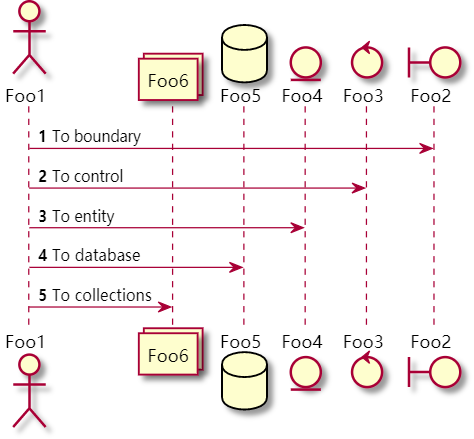 Foo1
Foo6
Foo5
Foo4
Foo3
Foo2
1 To boundary
2 To control
3 To entity
4 To database
5 To collections
Foo1
Foo6
Foo5
Foo4
Foo3
Foo2